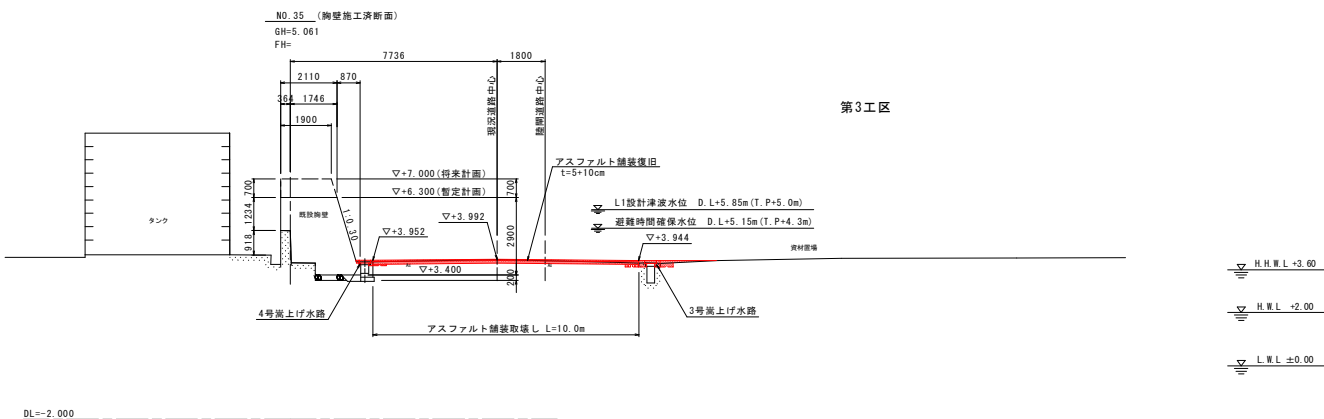 NO.35 (胸壁施工済断面)
GH=5.061
FH=
7736
1800
2110
870
364
1746
1900
現況道路中心
陸閘道路中心
第3工区
アスファルト舗装復旧
t=5+10cm
▽+7.000(将来計画)
▽+6.300(暫定計画)
700
700
1234
918
2900
200
タンク
既設胸壁
1:0.30
L1設計津波水位 D.L+5.85m(T.P+5.0m)
避難時間確保水位 D.L+5.15m(T.P+4.3m)
▽+3.992
▽+3.952
▽+3.944
資材置場
▽+3.400
H.H.W.L +3.60
H.W.L +2.00
L.W.L ±0.00
4号嵩上げ水路
3号嵩上げ水路
アスファルト舗装取壊し L=10.0m
DL=-2.000